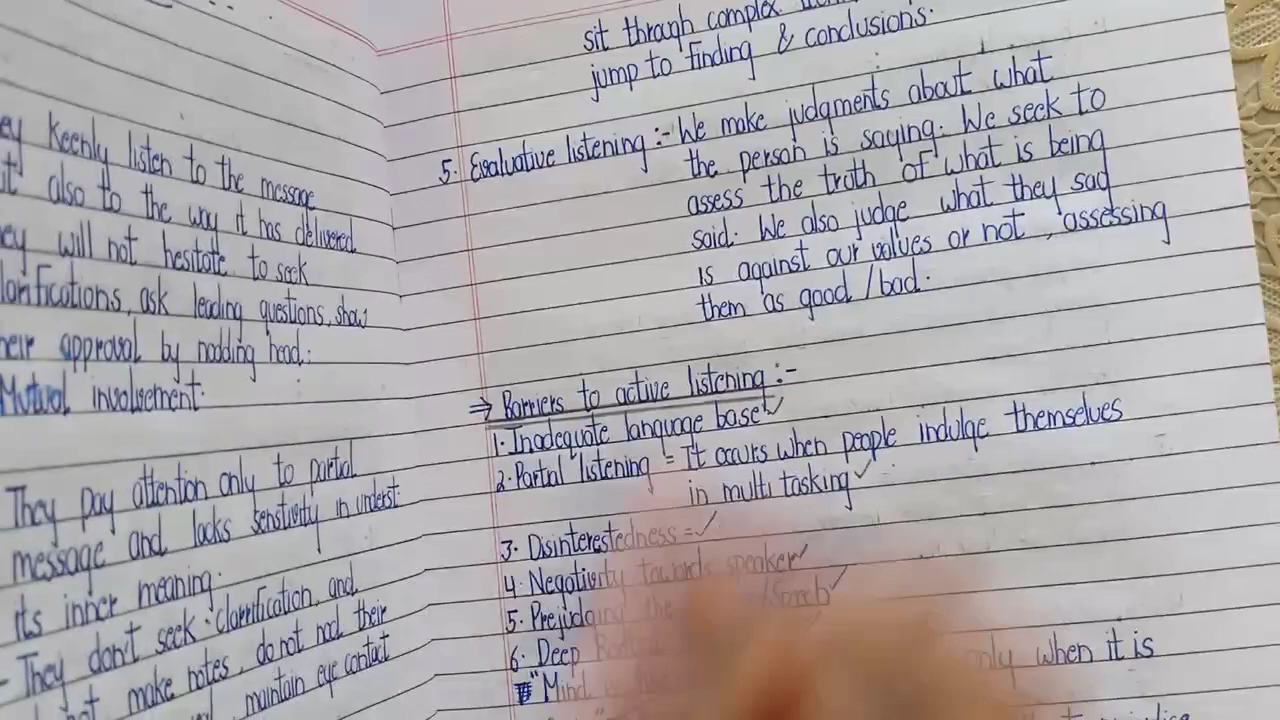 Keenly listen to the message
also to the way it has delivered
will not hesitate to seek
ask leading questions, show
approval by nodding head:
Mutual involvement.
They pay attention only to partial
message and lacks senstivity in underst.
its inner meaning.
- They don't seek clarification, and
make notes, do not nod their
maintain eye contact
sit through complex
jump to finding & conclusions.
5. Evaluative listening :- We make judgments about what
the person is saying. We seek to
assess the truth of what is being
said. We also judge what they sad
is against our values or not, assessing
them as good / bad.
⇒ Barriers to active listening :-
1. Inadequate language base ✓
2. Partial listening = It occurs when people indulge themselves
in multi tasking ✓
3. Disinterestedness = ✓
4. Negativity towards speaker ✓
5. Prejudging the
6. Deep only when it is
"Mind